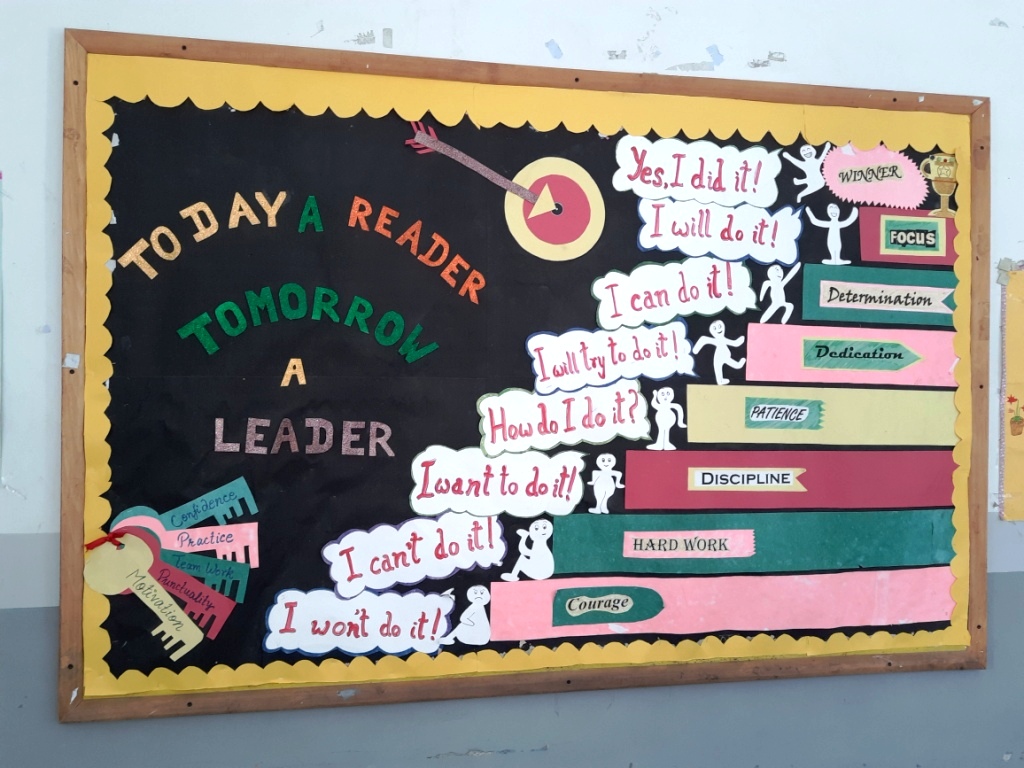 TODAY A READER
TOMORROW
A
LEADER
Confidence
Practice
Team Work
Punctuality
Motivation
Yes, I did it!
WINNER
I will do it!
FOCUS
I can do it!
Determination
I will try to do it!
Dedication
How do I do it?
PATIENCE
I want to do it!
DISCIPLINE
I can't do it!
HARD WORK
I won't do it!
Courage